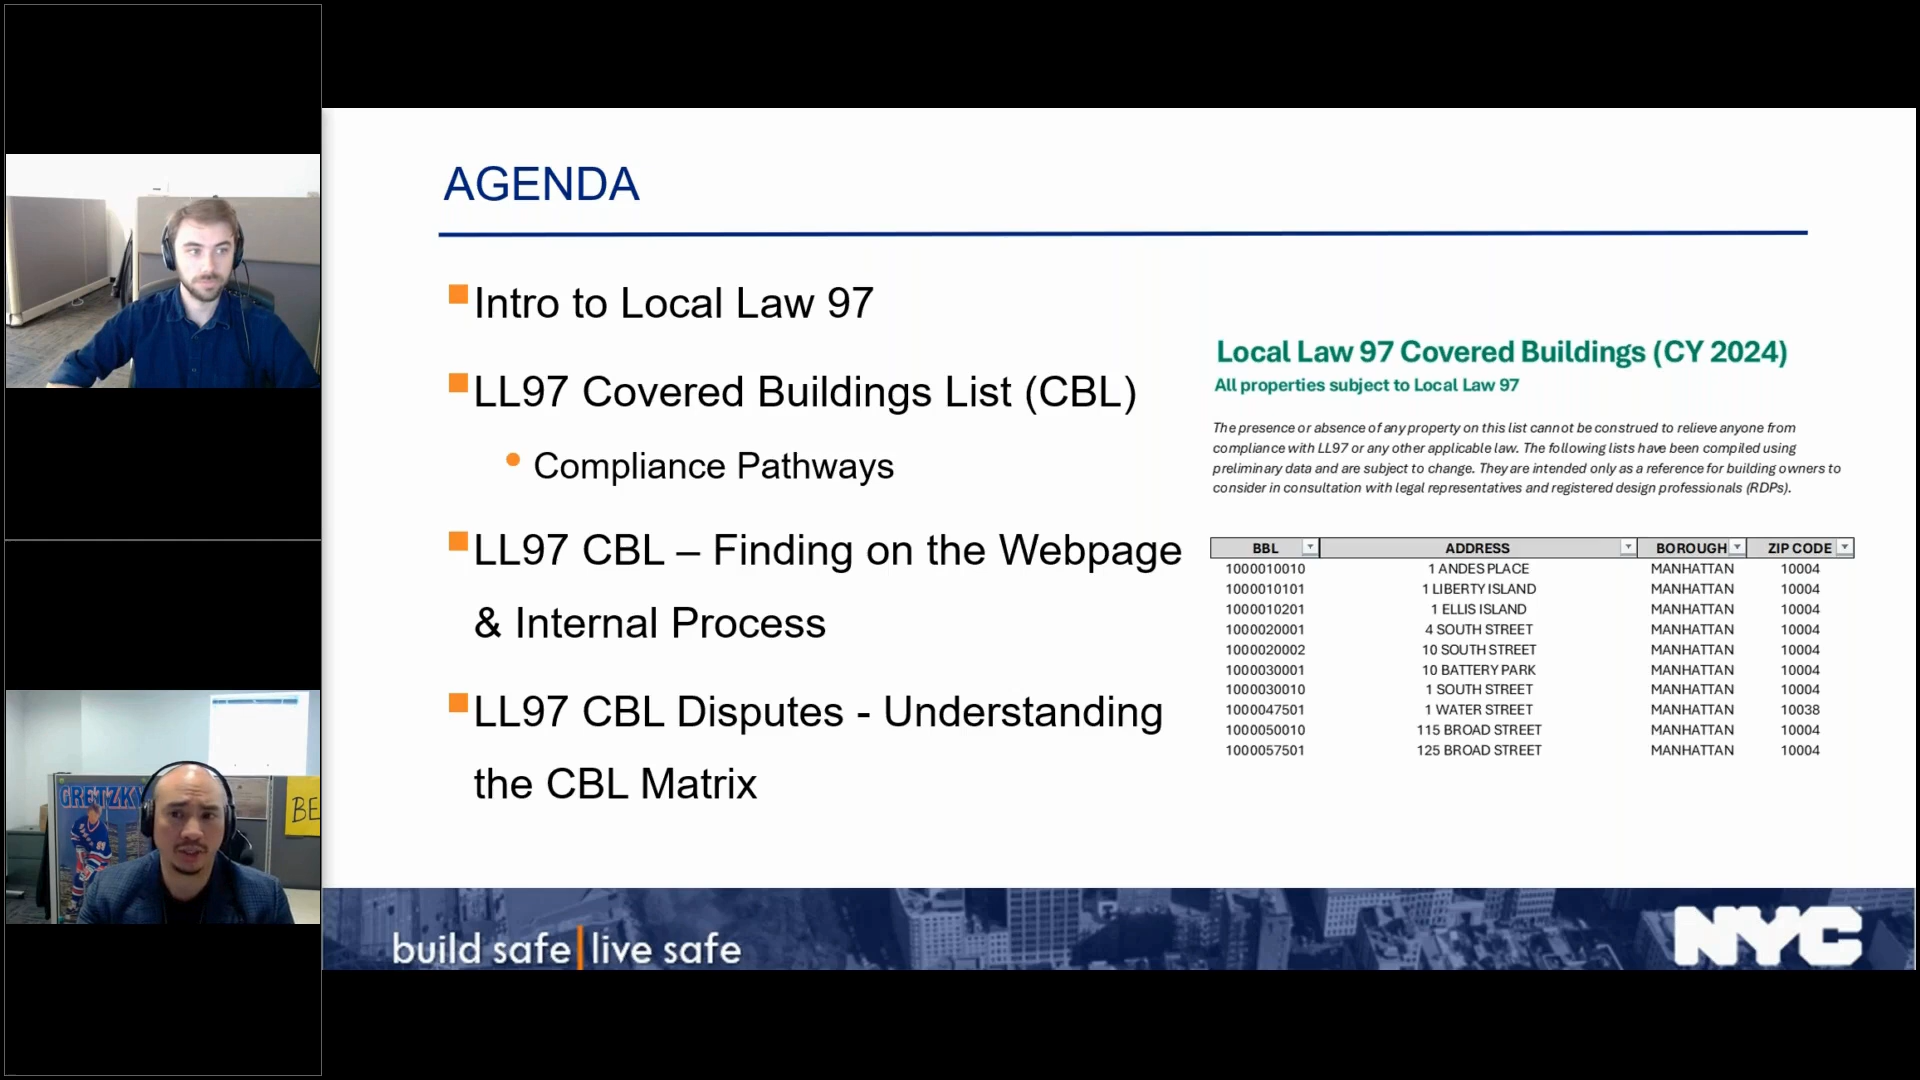 AGENDA
Intro to Local Law 97
LL97 Covered Buildings List (CBL)
Compliance Pathways
LL97 CBL – Finding on the Webpage
& Internal Process
LL97 CBL Disputes - Understanding
the CBL Matrix
Local Law 97 Covered Buildings (CY 2024)
All properties subject to Local Law 97
The presence or absence of any property on this list cannot be construed to relieve anyone from
compliance with LL97 or any other applicable law. The following lists have been compiled using
preliminary data and are subject to change. They are intended only as a reference for building owners to
consider in consultation with legal representatives and registered design professionals (RDPs).
BBL ADDRESS BOROUGH ZIP CODE
1000010010 1 ANDES PLACE MANHATTAN 10004
1000010101 1 LIBERTY ISLAND MANHATTAN 10004
1000010201 1 ELLIS ISLAND MANHATTAN 10004
1000020001 4 SOUTH STREET MANHATTAN 10004
1000020002 10 SOUTH STREET MANHATTAN 10004
1000030001 10 BATTERY PARK MANHATTAN 10004
1000030010 1 SOUTH STREET MANHATTAN 10004
1000047501 1 WATER STREET MANHATTAN 10038
1000050010 115 BROAD STREET MANHATTAN 10004
1000057501 125 BROAD STREET MANHATTAN 10004
GRETZKY
BE
build safe | live safe
NYC